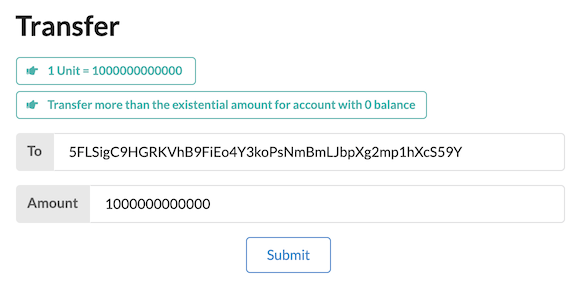 Transfer
1 Unit = 1000000000000
Transfer more than the existential amount for account with 0 balance
To 5FLSigC9HGRKVhB9FiEo4Y3koPsNmBmLJbpXg2mp1hXcS59Y
Amount 1000000000000
Submit